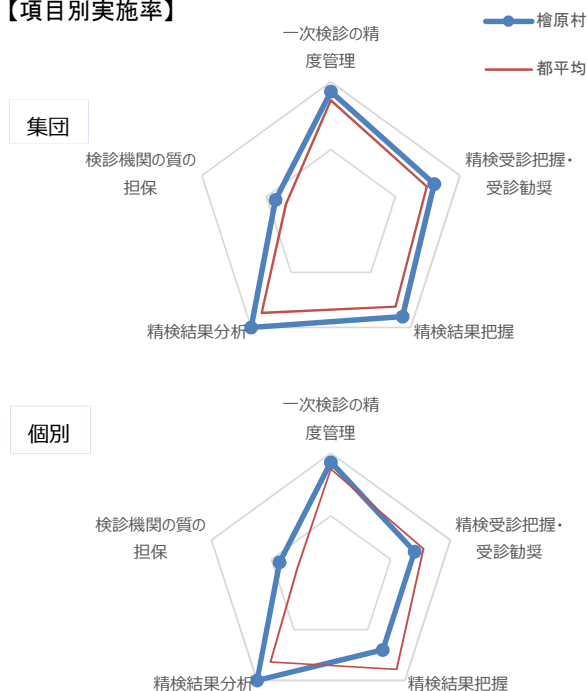 【項目別実施率】
檜原村
都平均
集団
一次検診の精
度管理
精検受診把握・
受診勧奨
精検結果把握
精検結果分析
検診機関の質の
担保
個別
一次検診の精
度管理
精検受診把握・
受診勧奨
精検結果把握
精検結果分析
検診機関の質の
担保